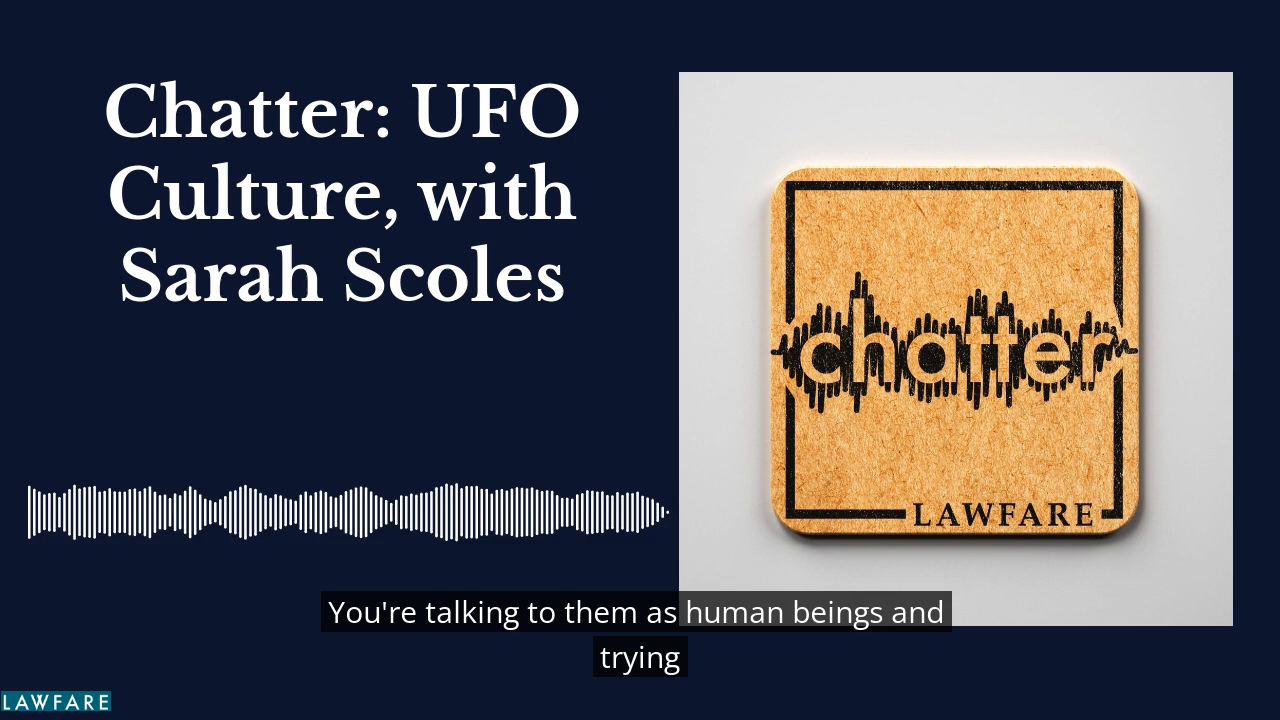 Chatter: UFO
Culture, with
Sarah Scoles
chatter
LAWFARE
You're talking to them as human beings and
trying
LAWFARE